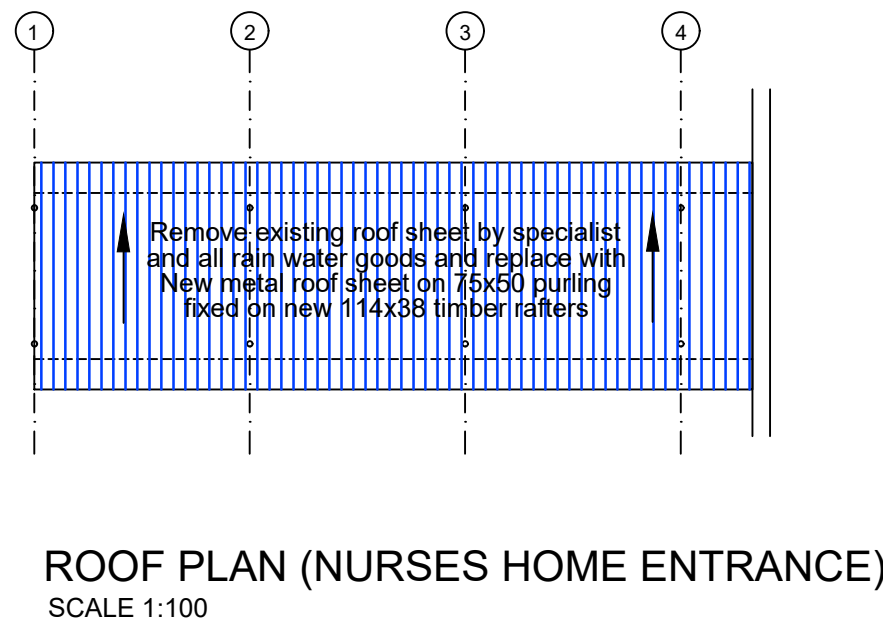 1 2 3 4
Remove existing roof sheet by specialist
and all rain water goods and replace with
New metal roof sheet on 75x50 purling
fixed on new 114x38 timber rafters
ROOF PLAN (NURSES HOME ENTRANCE)
SCALE 1:100